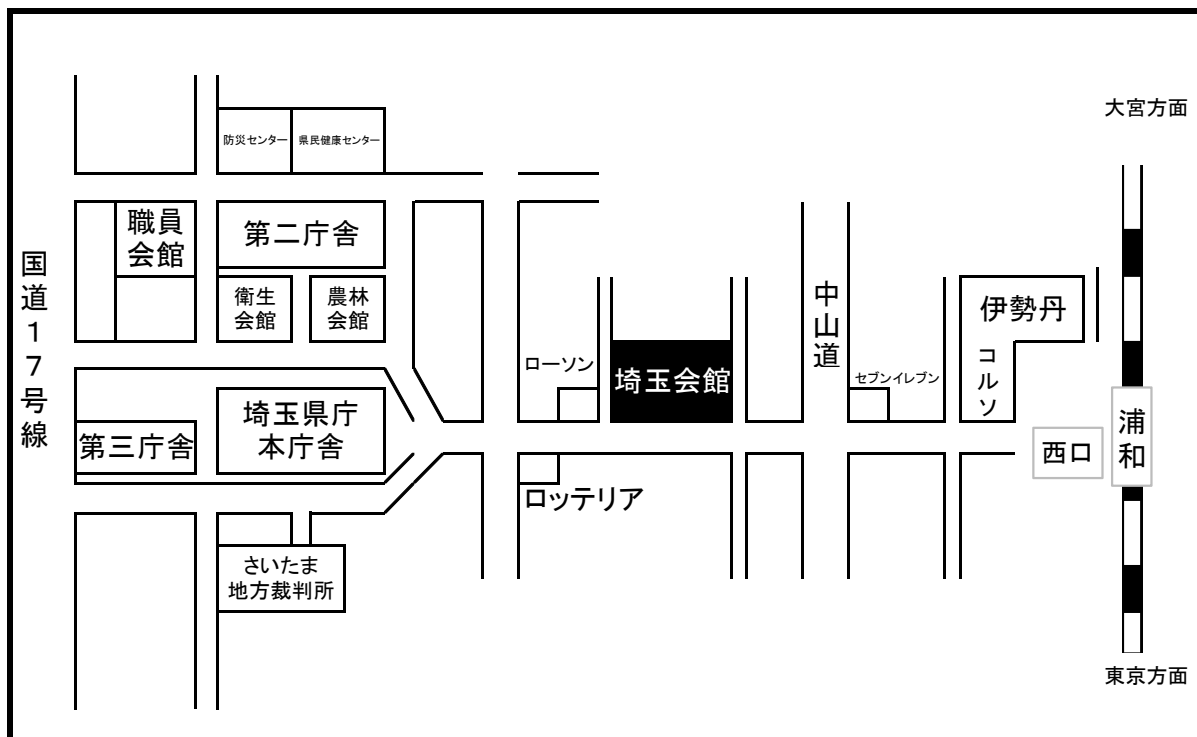 大宮方面
防災センター
県民健康センター
国道17号線
職員
会館
第二庁舎
衛生
会館
農林
会館
中山道
伊勢丹
コルソ
ローソン
埼玉会館
セブンイレブン
埼玉県庁
本庁舎
第三庁舎
浦和
西口
ロッテリア
さいたま
地方裁判所
東京方面